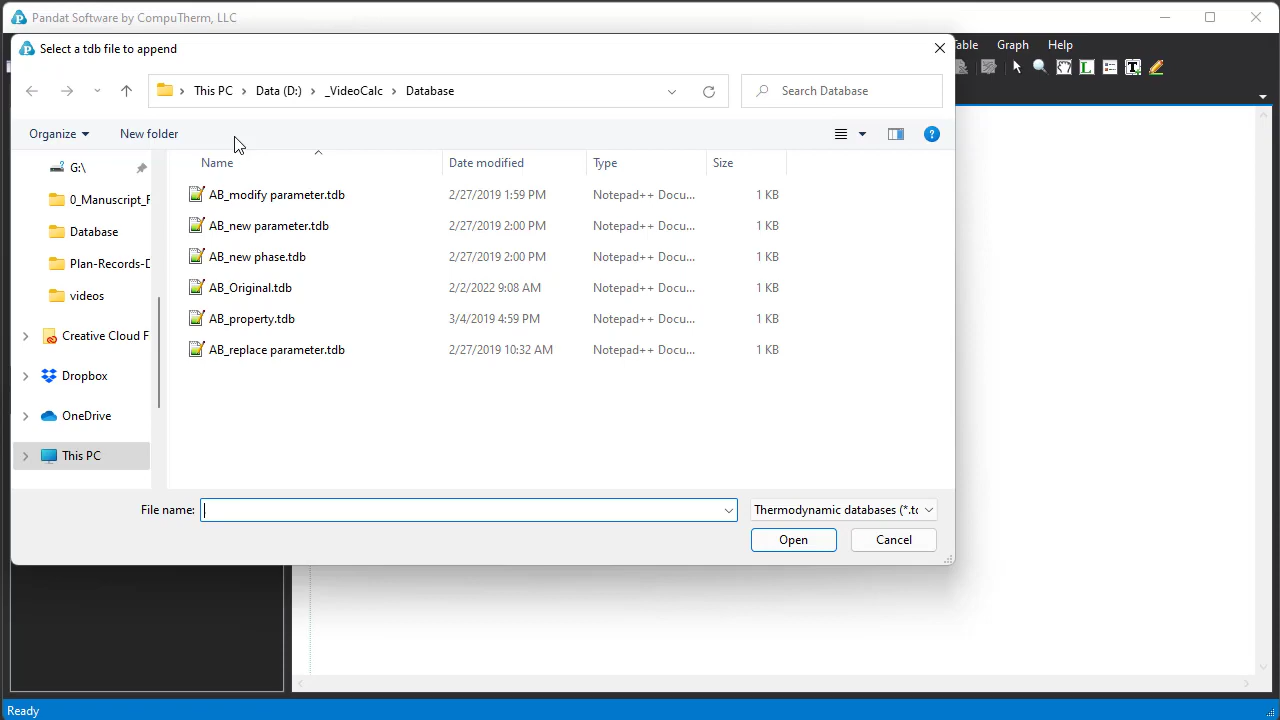 Pandat Software by CompuTherm, LLC
Select a tdb file to append
Table Graph Help
This PC Data (D:) _VideoCalc Database
Search Database
Organize New folder
Name Date modified Type Size
G:\
AB_modify parameter.tdb 2/27/2019 1:59 PM Notepad++ Docu... 1 KB
0_Manuscript_F
AB_new parameter.tdb 2/27/2019 2:00 PM Notepad++ Docu... 1 KB
Database
AB_new phase.tdb 2/27/2019 2:00 PM Notepad++ Docu... 1 KB
Plan-Records-D
AB_Original.tdb 2/2/2022 9:08 AM Notepad++ Docu... 1 KB
videos
AB_property.tdb 3/4/2019 4:59 PM Notepad++ Docu... 1 KB
Creative Cloud F
AB_replace parameter.tdb 2/27/2019 10:32 AM Notepad++ Docu... 1 KB
Dropbox
OneDrive
This PC
File name: Thermodynamic databases (*.tc
Open Cancel
Ready